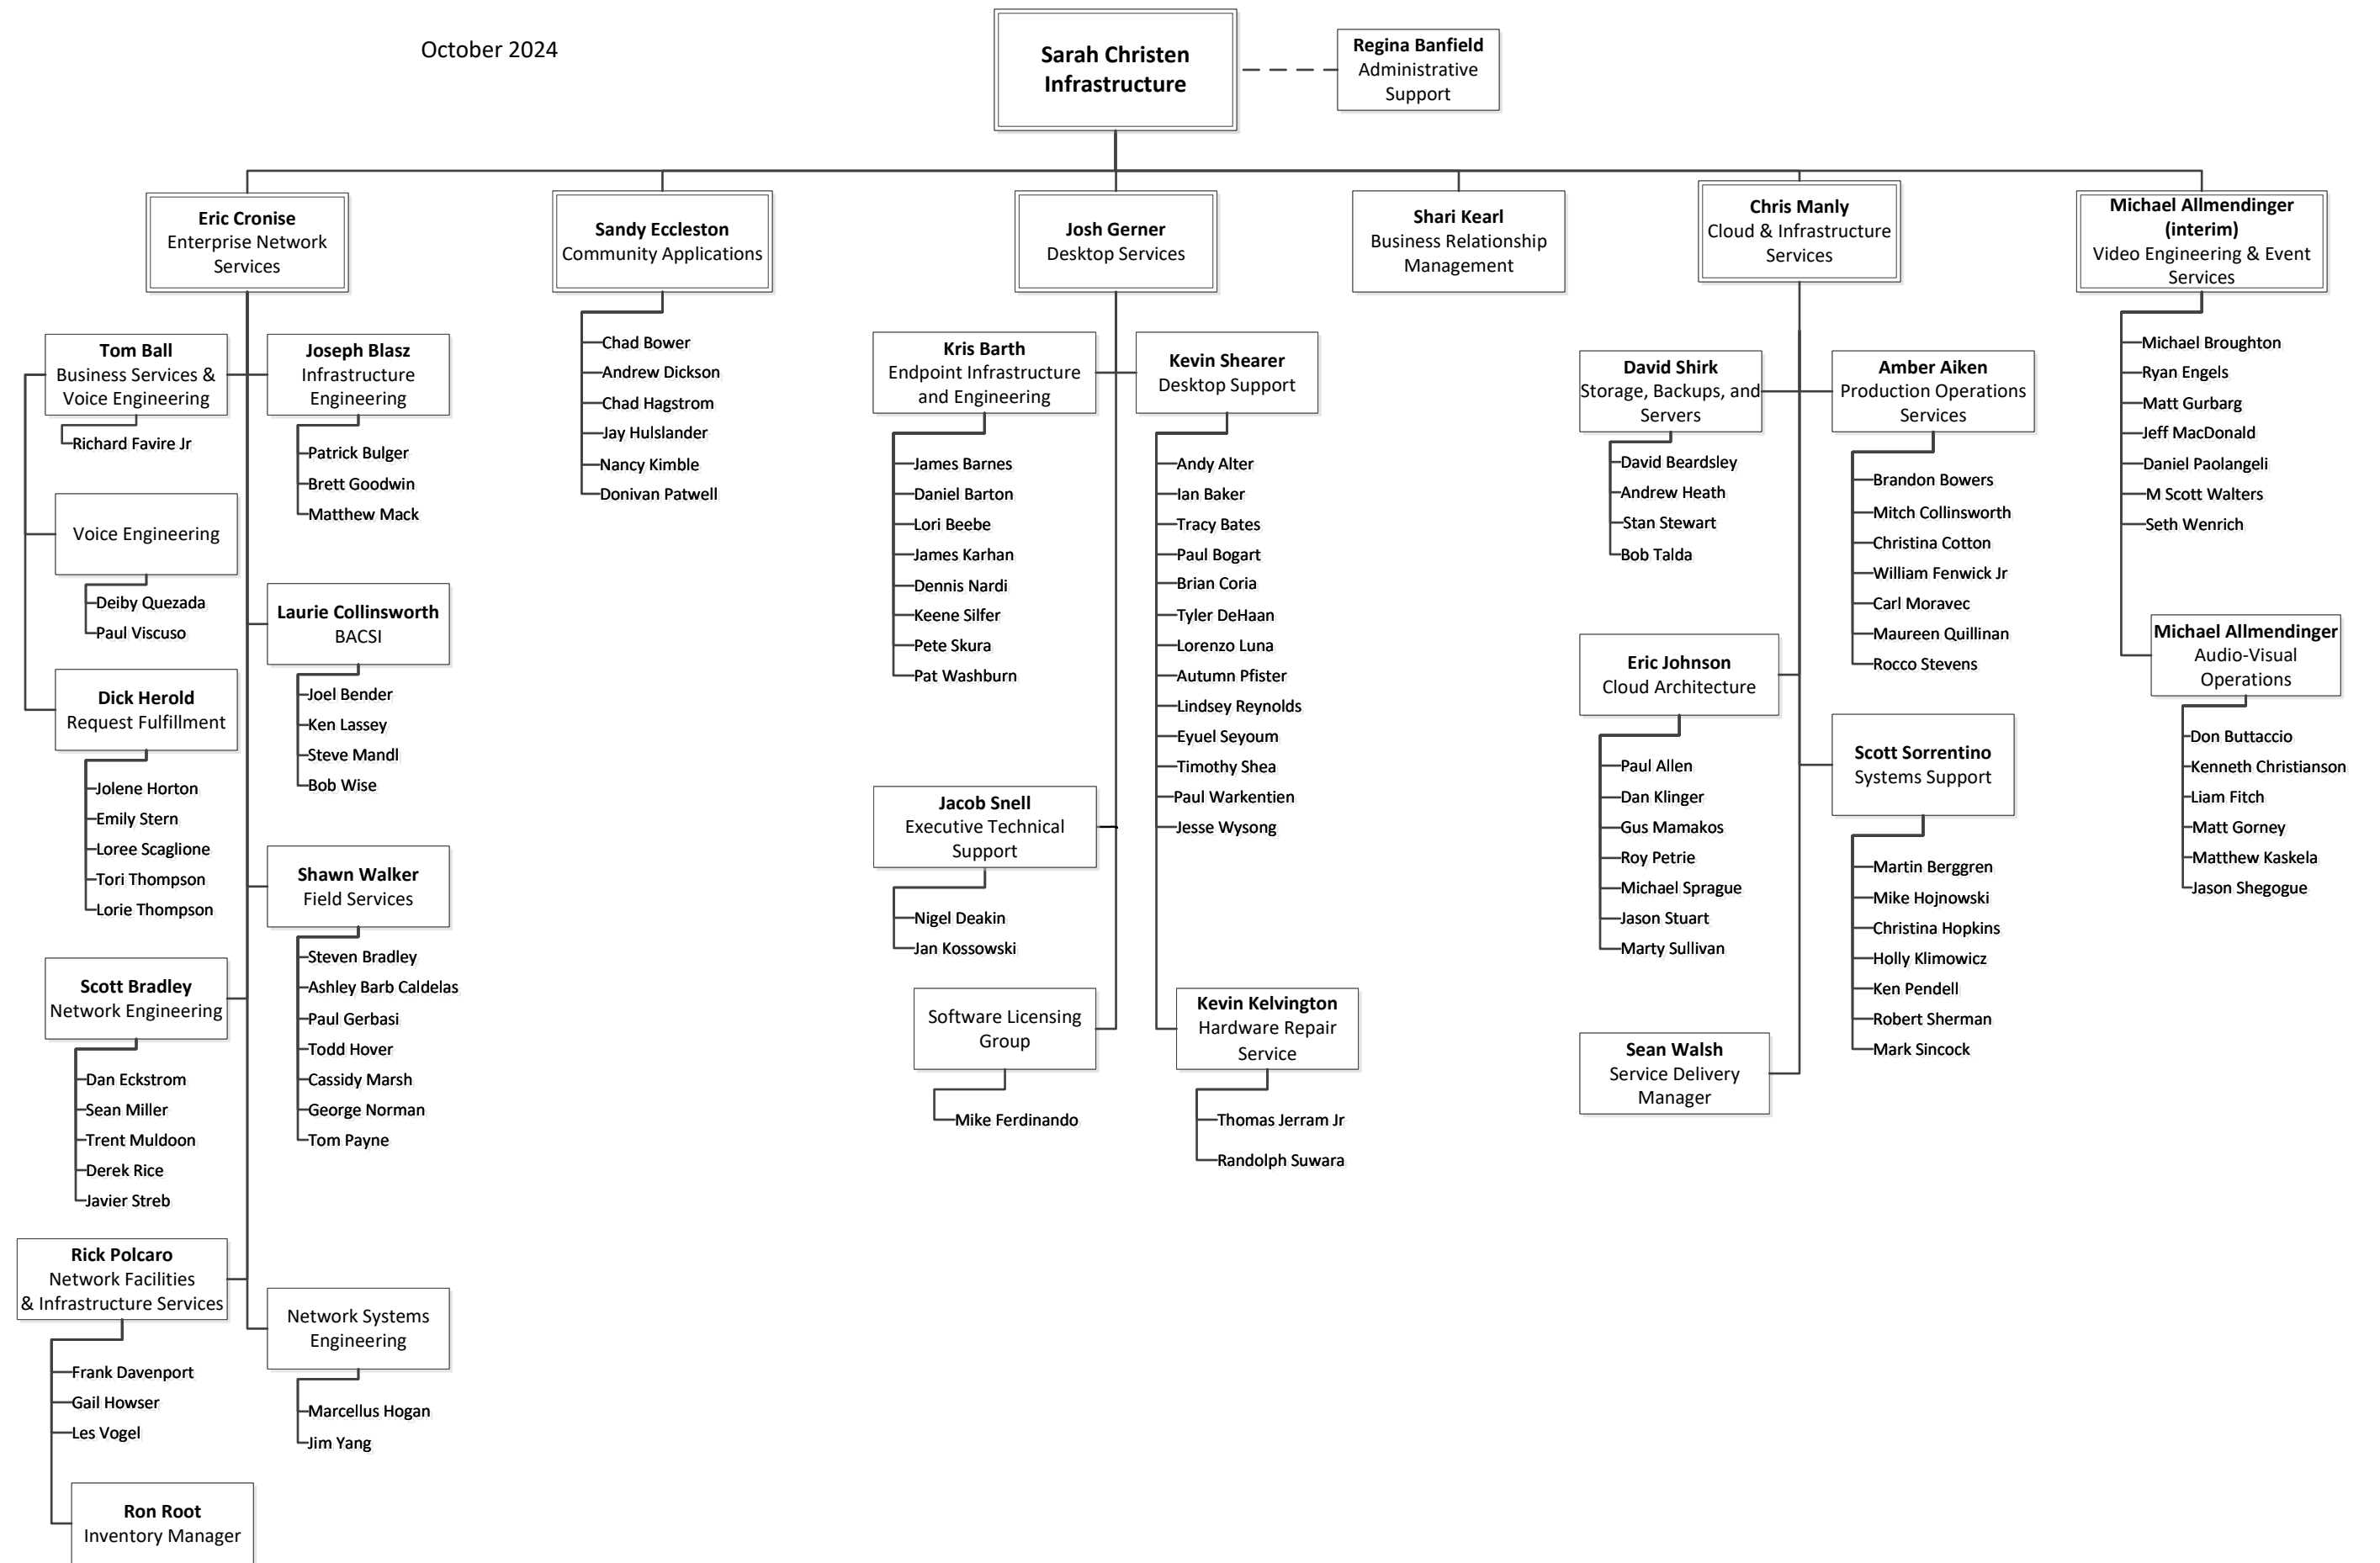 October 2024
Sarah Christen
Infrastructure
Regina Banfield
Administrative
Support
Eric Cronise
Enterprise Network
Services
Tom Ball
Business Services &
Voice Engineering
Richard Favire Jr
Voice Engineering
Deiby Quezada
Paul Viscuso
Dick Herold
Request Fulfillment
Jolene Horton
Emily Stern
Loree Scaglione
Tori Thompson
Lorie Thompson
Scott Bradley
Network Engineering
Dan Eckstrom
Sean Miller
Trent Muldoon
Derek Rice
Javier Streb
Rick Polcaro
Network Facilities
& Infrastructure Services
Frank Davenport
Gail Howser
Les Vogel
Ron Root
Inventory Manager
Joseph Blasz
Infrastructure
Engineering
Patrick Bulger
Brett Goodwin
Matthew Mack
Laurie Collinsworth
BACSI
Joel Bender
Ken Lassey
Steve Mandl
Bob Wise
Shawn Walker
Field Services
Steven Bradley
Ashley Barb Caldelas
Paul Gerbasi
Todd Hover
Cassidy Marsh
George Norman
Tom Payne
Network Systems
Engineering
Marcellus Hogan
Jim Yang
Sandy Eccleston
Community Applications
Chad Bower
Andrew Dickson
Chad Hagstrom
Jay Hulslander
Nancy Kimble
Donivan Patwell
Josh Gerner
Desktop Services
Kris Barth
Endpoint Infrastructure
and Engineering
James Barnes
Daniel Barton
Lori Beebe
James Karhan
Dennis Nardi
Keene Silfer
Pete Skura
Pat Washburn
Jacob Snell
Executive Technical
Support
Nigel Deakin
Jan Kossowski
Software Licensing
Group
Mike Ferdinando
Kevin Shearer
Desktop Support
Andy Alter
Ian Baker
Tracy Bates
Paul Bogart
Brian Coria
Tyler DeHaan
Lorenzo Luna
Autumn Pfister
Lindsey Reynolds
Eyuel Seyoum
Timothy Shea
Paul Warkentien
Jesse Wysong
Kevin Kelvington
Hardware Repair
Service
Thomas Jerram Jr
Randolph Suwara
Shari Kearl
Business Relationship
Management
Chris Manly
Cloud & Infrastructure
Services
David Shirk
Storage, Backups, and
Servers
David Beardsley
Andrew Heath
Stan Stewart
Bob Talda
Eric Johnson
Cloud Architecture
Paul Allen
Dan Klinger
Gus Mamakos
Roy Petrie
Michael Sprague
Jason Stuart
Marty Sullivan
Sean Walsh
Service Delivery
Manager
Amber Aiken
Production Operations
Services
Brandon Bowers
Mitch Collinsworth
Christina Cotton
William Fenwick Jr
Carl Moravec
Maureen Quillinan
Rocco Stevens
Scott Sorrentino
Systems Support
Martin Berggren
Mike Hojnowski
Christina Hopkins
Holly Klimowicz
Ken Pendell
Robert Sherman
Mark Sincock
Michael Allmendinger
(interim)
Video Engineering & Event
Services
Michael Broughton
Ryan Engels
Matt Gurbarg
Jeff MacDonald
Daniel Paolangeli
M Scott Walters
Seth Wenrich
Michael Allmendinger
Audio-Visual
Operations
Don Buttaccio
Kenneth Christianson
Liam Fitch
Matt Gorney
Matthew Kaskela
Jason Shegogue